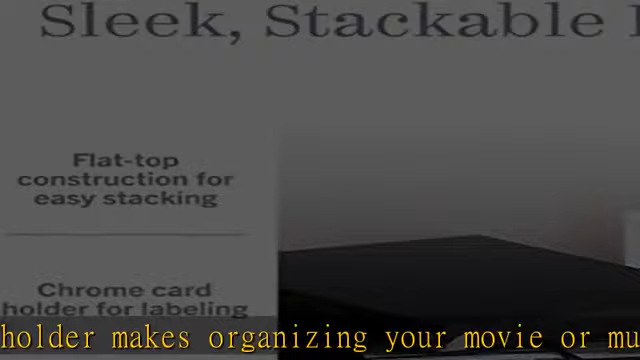 Sleek, Stackable
Flat-top
construction for
easy stacking
Chrome card
holder for labeling
holder makes organizing your movie or mu